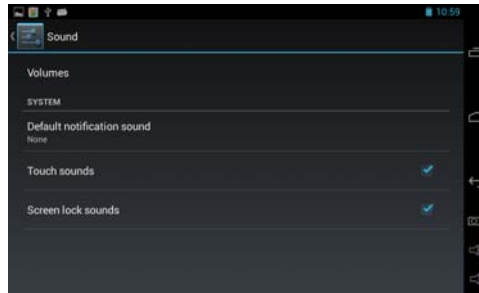 10:59
Sound
Volumes
SYSTEM
Default notification sound
None
Touch sounds
Screen lock sounds